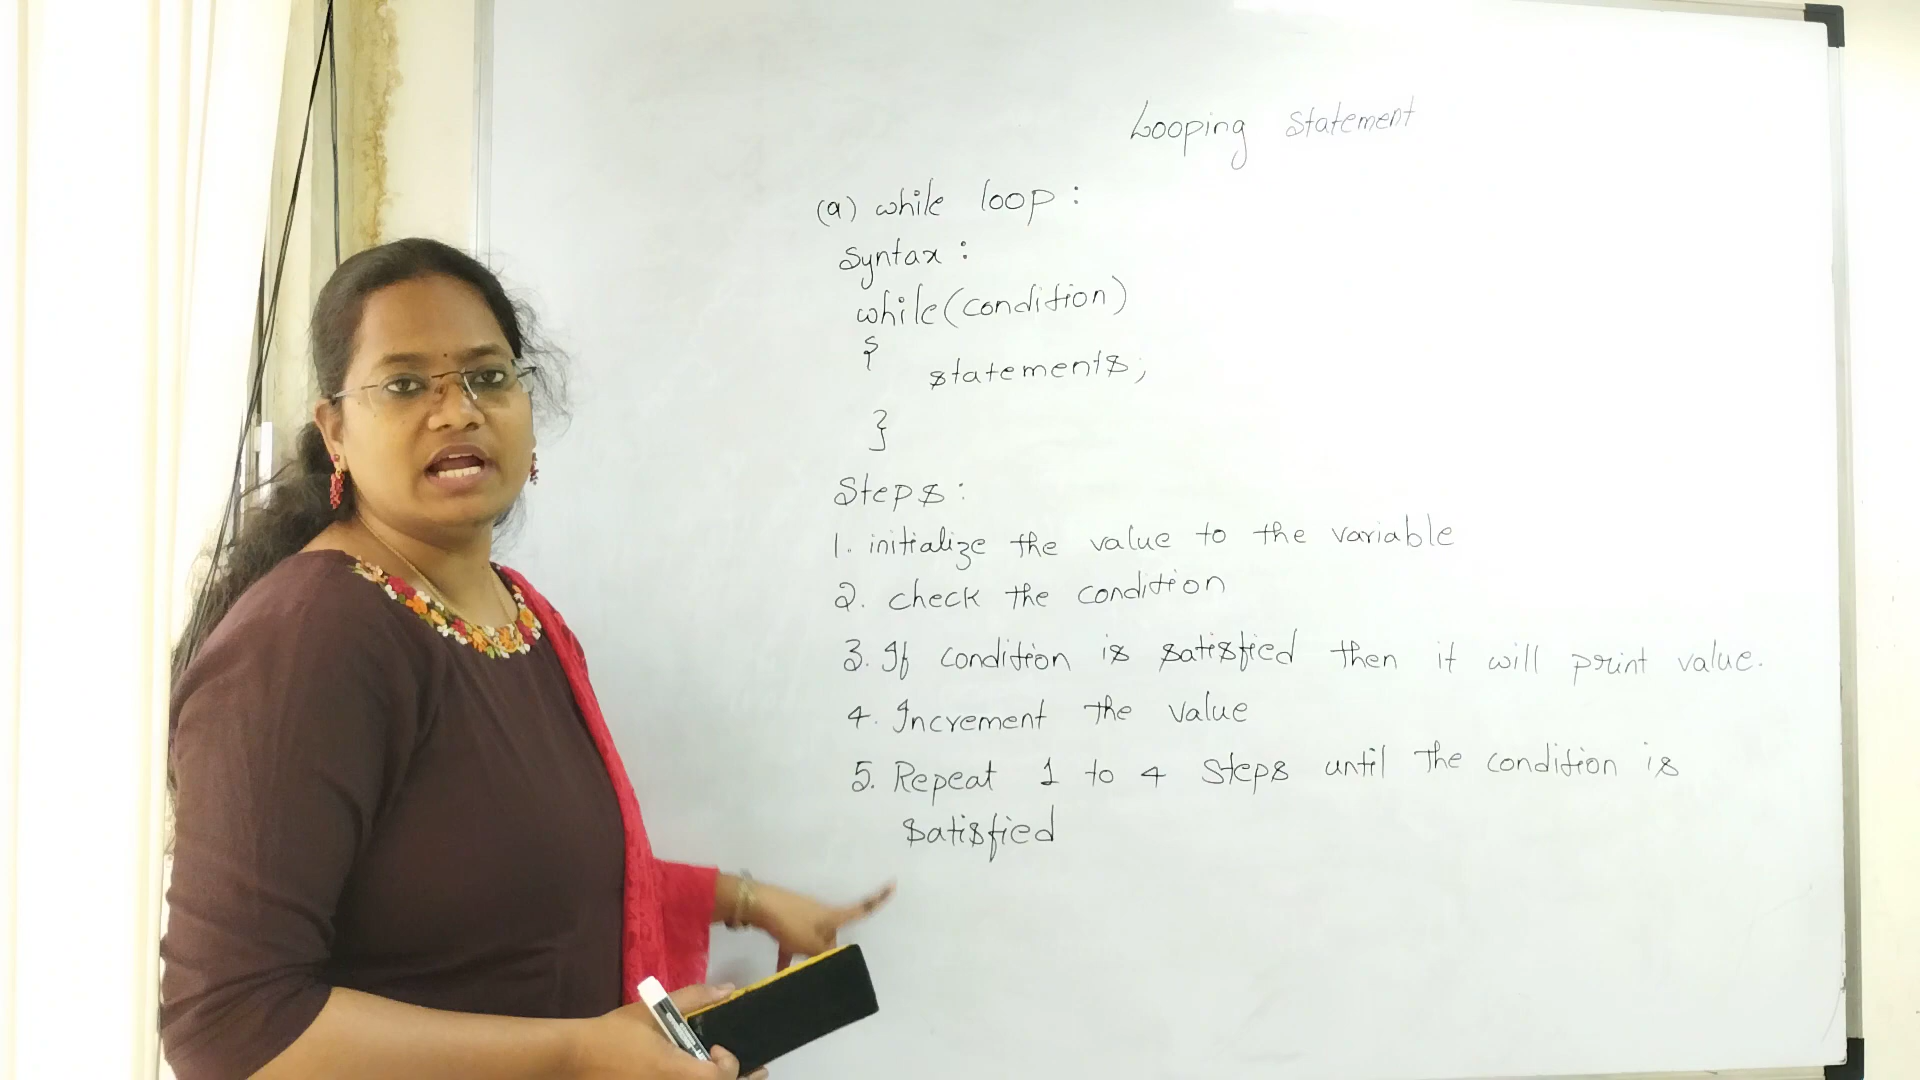 Looping Statement
(a) while loop :
Syntax :
while(condition)
{
statements;
}
Steps :
1. initialize the value to the variable
2. check the condition
3. If condition is satisfied then it will print value.
4. Increment the value
5. Repeat 1 to 4 Steps until the condition is
satisfied